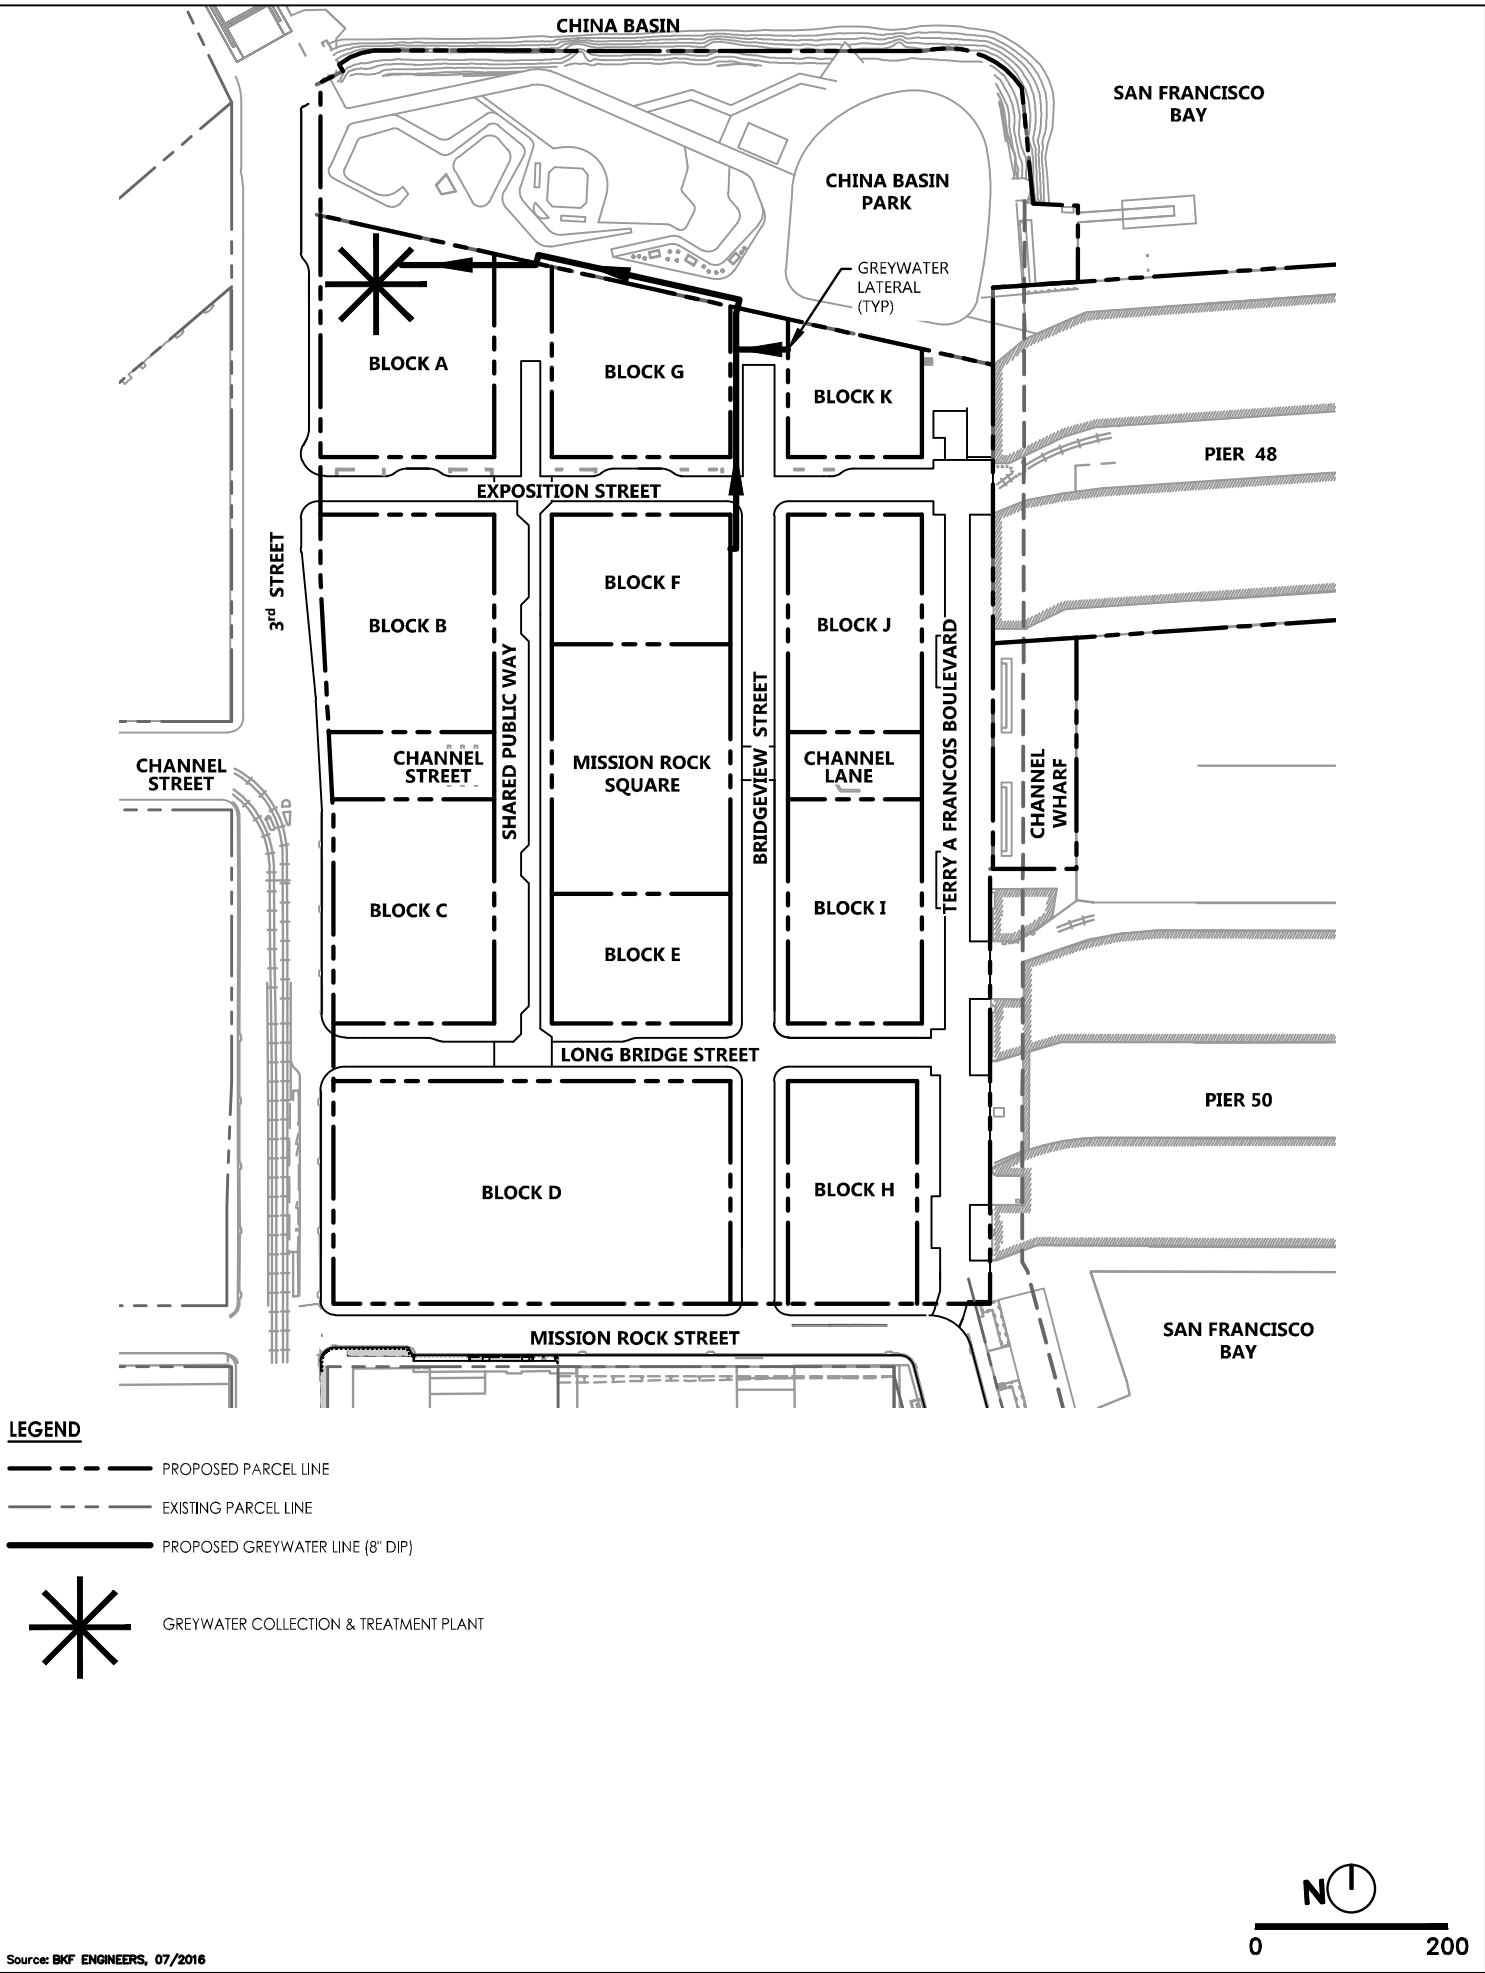 CHINA BASIN
SAN FRANCISCO
BAY
CHINA BASIN
PARK
GREYWATER
LATERAL
(TYP)
BLOCK A
BLOCK G
BLOCK K
PIER 48
EXPOSITION STREET
3rd STREET
BLOCK F
BLOCK B
BLOCK J
SHARED PUBLIC WAY
BRIDGEVIEW STREET
TERRY A FRANCOIS BOULEVARD
CHANNEL
STREET
CHANNEL
STREET
MISSION ROCK
SQUARE
CHANNEL
LANE
CHANNEL
WHARF
BLOCK C
BLOCK I
BLOCK E
LONG BRIDGE STREET
PIER 50
BLOCK D
BLOCK H
MISSION ROCK STREET
SAN FRANCISCO
BAY
LEGEND
PROPOSED PARCEL LINE
EXISTING PARCEL LINE
PROPOSED GREYWATER LINE (8" DIP)
GREYWATER COLLECTION & TREATMENT PLANT
N
0 200
Source: BKF ENGINEERS, 07/2016